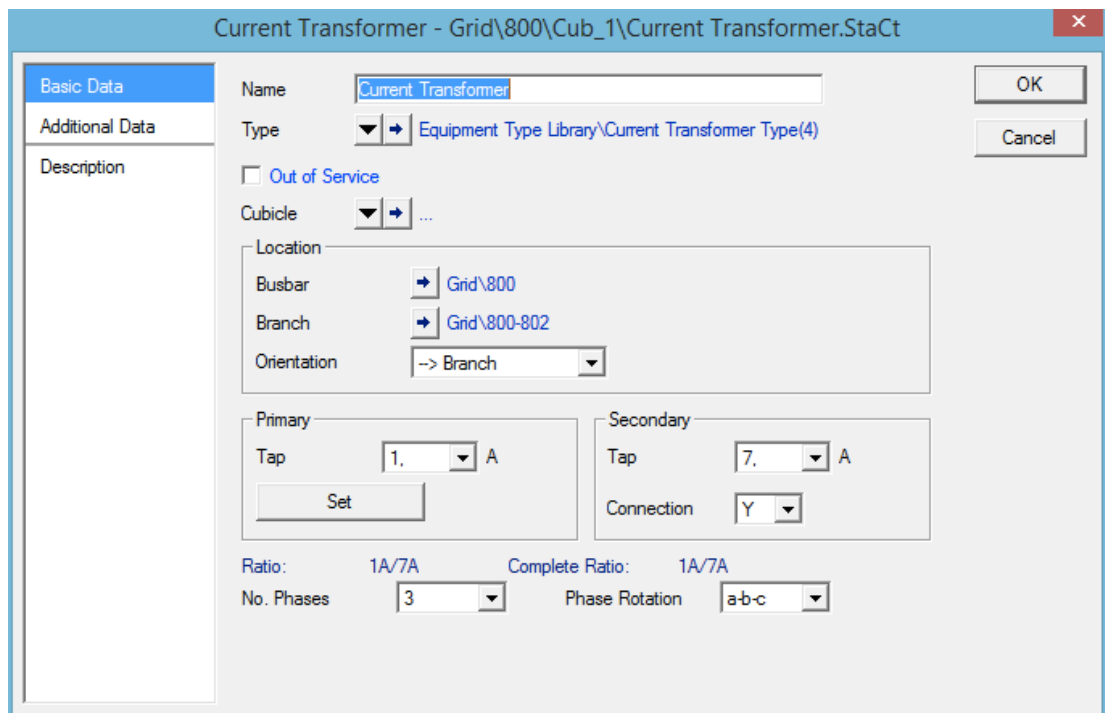 Current Transformer - Grid\800\Cub_1\Current Transformer.StaCt
Basic Data
Additional Data
Description
Name Current Transformer
Type Equipment Type Library\Current Transformer Type(4)
Out of Service
Cubicle ...
Location
Busbar Grid\800
Branch Grid\800-802
Orientation --> Branch
Primary
Tap 1, A
Set
Secondary
Tap 7, A
Connection Y
Ratio: 1A/7A Complete Ratio: 1A/7A
No. Phases 3 Phase Rotation a-b-c
OK
Cancel